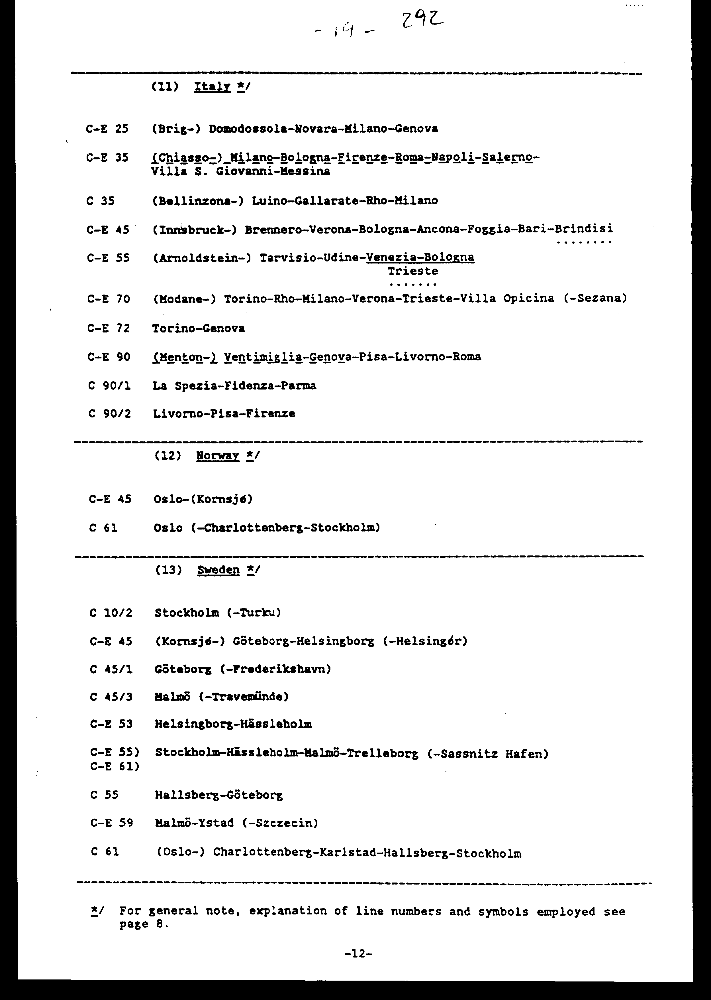 - 19 - 292
(11) Italy */
C-E 25 (Brig-) Domodossola-Novara-Milano-Genova
C-E 35 (Chiasso-) Milano-Bologna-Firenze-Roma-Napoli-Salerno-
Villa S. Giovanni-Messina
C 35 (Bellinzona-) Luino-Gallarate-Rho-Milano
C-E 45 (Innsbruck-) Brennero-Verona-Bologna-Ancona-Foggia-Bari-Brindisi
........
C-E 55 (Arnoldstein-) Tarvisio-Udine-Venezia-Bologna
Trieste
.......
C-E 70 (Modane-) Torino-Rho-Milano-Verona-Trieste-Villa Opicina (-Sezana)
C-E 72 Torino-Genova
C-E 90 (Menton-) Ventimiglia-Genova-Pisa-Livorno-Roma
C 90/1 La Spezia-Fidenza-Parma
C 90/2 Livorno-Pisa-Firenze
(12) Norway */
C-E 45 Oslo-(Kornsjø)
C 61 Oslo (-Charlottenberg-Stockholm)
(13) Sweden */
C 10/2 Stockholm (-Turku)
C-E 45 (Kornsjø-) Göteborg-Helsingborg (-Helsingór)
C 45/1 Göteborg (-Frederikshavn)
C 45/3 Malmö (-Travemünde)
C-E 53 Helsingborg-Hässleholm
C-E 55) Stockholm-Hässleholm-Malmö-Trelleborg (-Sassnitz Hafen)
C-E 61)
C 55 Hallsberg-Göteborg
C-E 59 Malmö-Ystad (-Szczecin)
C 61 (Oslo-) Charlottenberg-Karlstad-Hallsberg-Stockholm
*/ For general note, explanation of line numbers and symbols employed see
page 8.
-12-